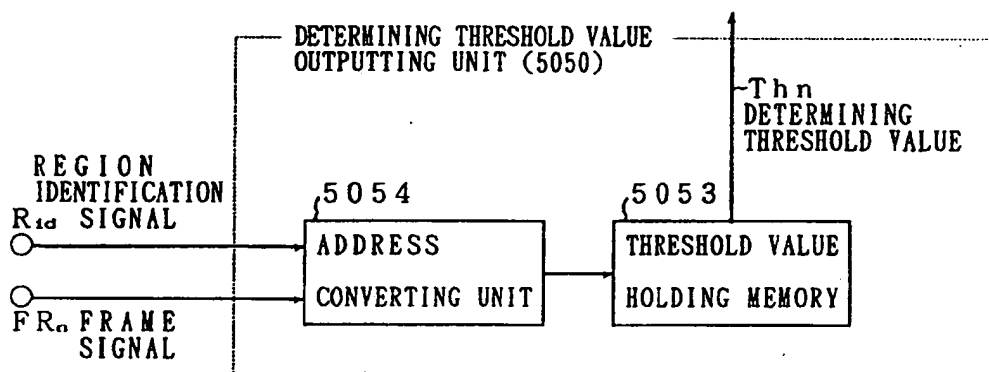 DETERMINING THRESHOLD VALUE
OUTPUTTING UNIT (5050)
Thn
DETERMINING
THRESHOLD VALUE
REGION
IDENTIFICATION
Rid SIGNAL
5054
5053
ADDRESS
CONVERTING UNIT
THRESHOLD VALUE
HOLDING MEMORY
FRn FRAME
SIGNAL